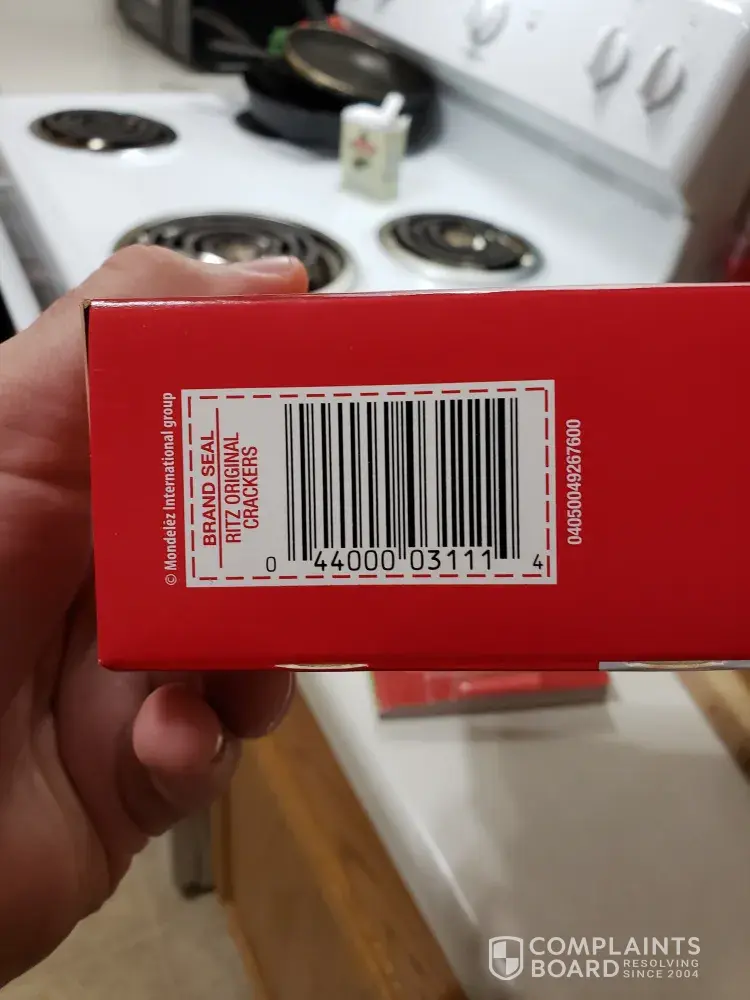 © Mondelēz International group
BRAND SEAL
RITZ ORIGINAL
CRACKERS
0 44000 03111 4
04050049267600
COMPLAINTS
BOARD RESOLVING
SINCE 2004